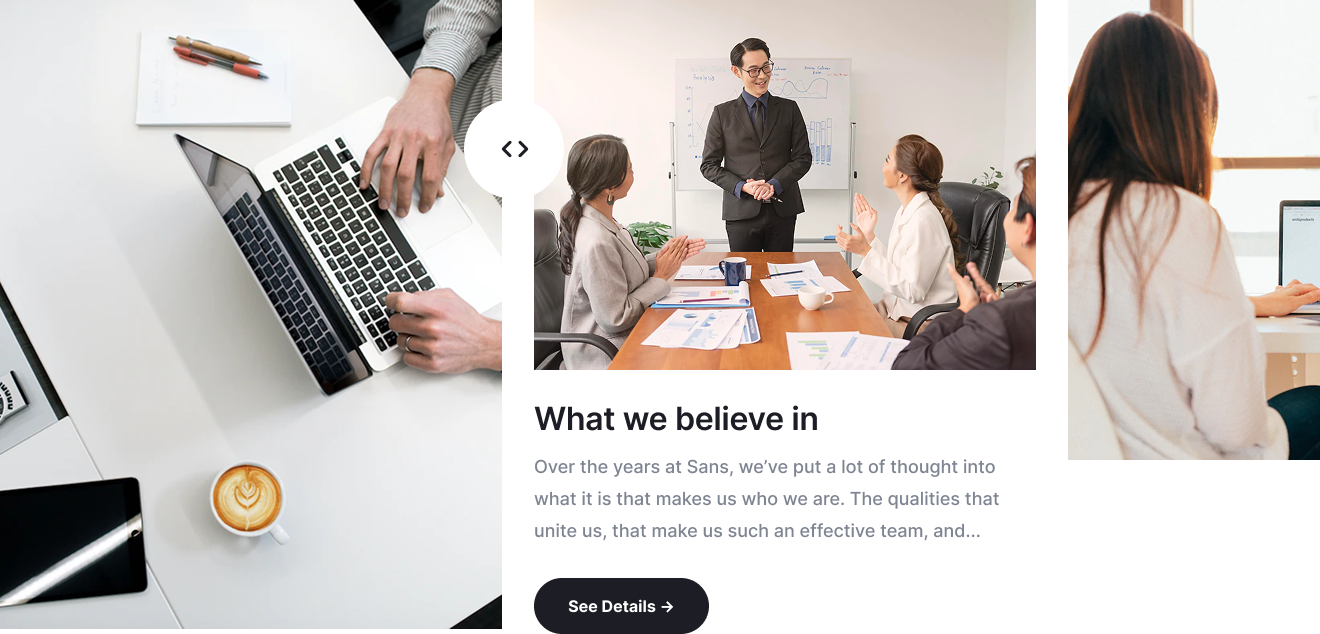 Analysis
What we believe in
Over the years at Sans, we’ve put a lot of thought into
what it is that makes us who we are. The qualities that
unite us, that make us such an effective team, and...
See Details →